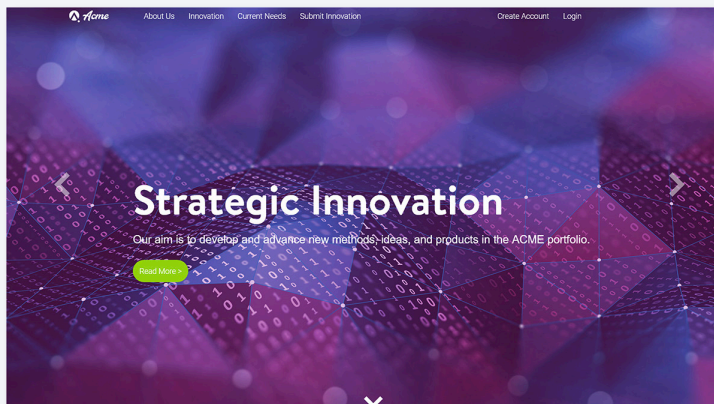 Acme
About Us Innovation Current Needs Submit Innovation Create Account Login
Strategic Innovation
Our aim is to develop and advance new methods, ideas, and products in the ACME portfolio.
Read More >